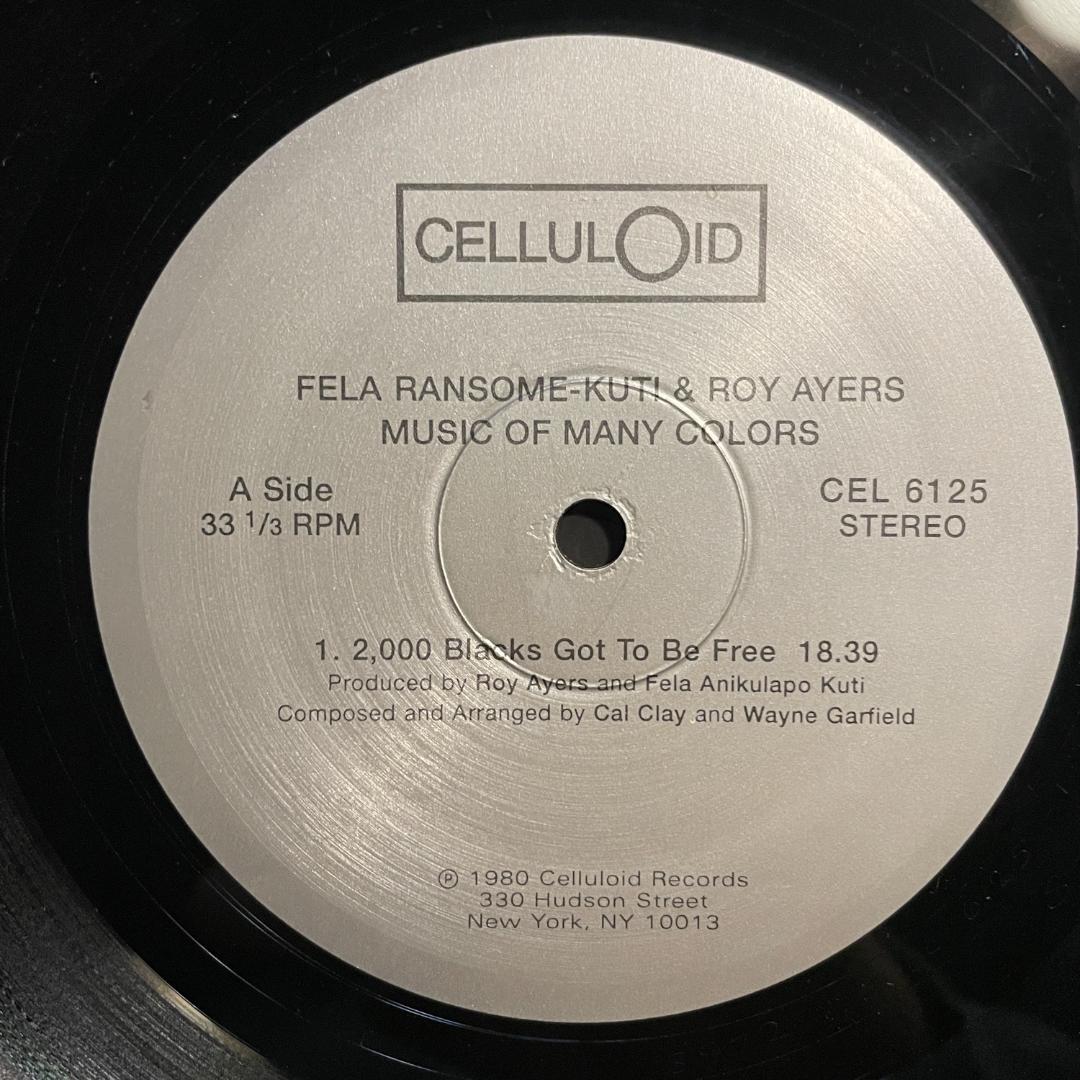 CELLULOID
FELA RANSOME-KUTI & ROY AYERS
MUSIC OF MANY COLORS
A Side
33 1/3 RPM
CEL 6125
STEREO
1. 2,000 Blacks Got To Be Free 18.39
Produced by Roy Ayers and Fela Anikulapo Kuti
Composed and Arranged by Cal Clay and Wayne Garfield
℗ 1980 Celluloid Records
330 Hudson Street
New York, NY 10013